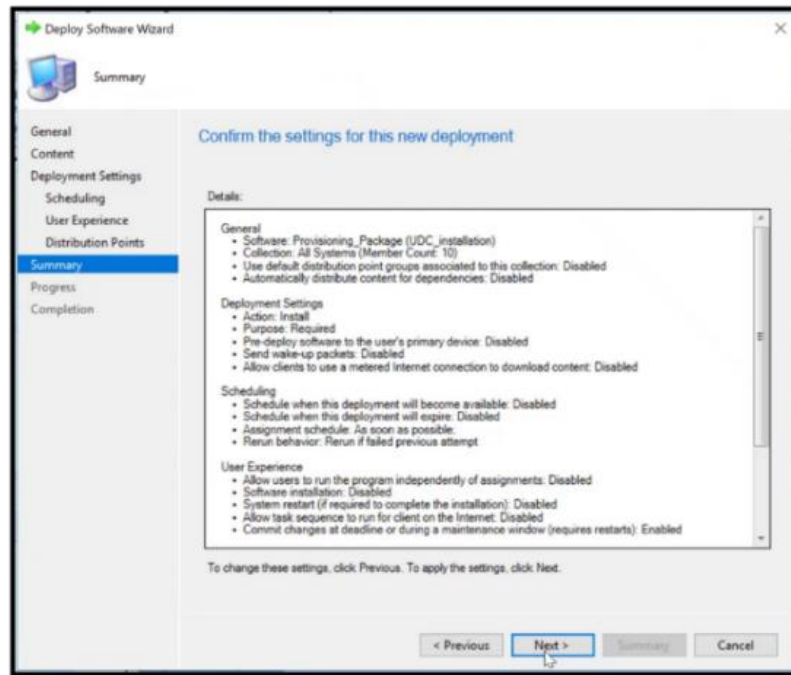 Deploy Software Wizard
Summary
General
Content
Deployment Settings
Scheduling
User Experience
Distribution Points
Summary
Progress
Completion
Confirm the settings for this new deployment
Details:
General
• Software: Provisioning_Package (UDC_installation)
• Collection: All Systems (Member Count: 10)
• Use default distribution point groups associated to this collection: Disabled
• Automatically distribute content for dependencies: Disabled
Deployment Settings
• Action: Install
• Purpose: Required
• Pre-deploy software to the user's primary device: Disabled
• Send wake-up packets: Disabled
• Allow clients to use a metered Internet connection to download content: Disabled
Scheduling
• Schedule when this deployment will become available: Disabled
• Schedule when this deployment will expire: Disabled
• Assignment schedule: As soon as possible:
• Rerun behavior: Rerun if failed previous attempt
User Experience
• Allow users to run the program independently of assignments: Disabled
• Software installation: Disabled
• System restart (if required to complete the installation): Disabled
• Allow task sequence to run for client on the Internet: Disabled
• Commit changes at deadline or during a maintenance window (requires restarts): Enabled
To change these settings, click Previous. To apply the settings, click Next.
< Previous
Next >
Summary
Cancel